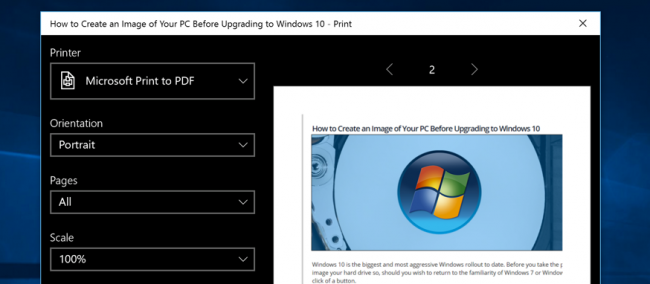 How to Create an Image of Your PC Before Upgrading to Windows 10 - Print
Printer
Microsoft Print to PDF
Orientation
Portrait
Pages
All
Scale
100%
2
How to Create an Image of Your PC Before Upgrading to Windows 10
Windows 10 is the biggest and most aggressive Windows rollout to date. Before you take the
image your hard drive so, should you wish to return to the familiarity of Windows 7 or
click of a button.